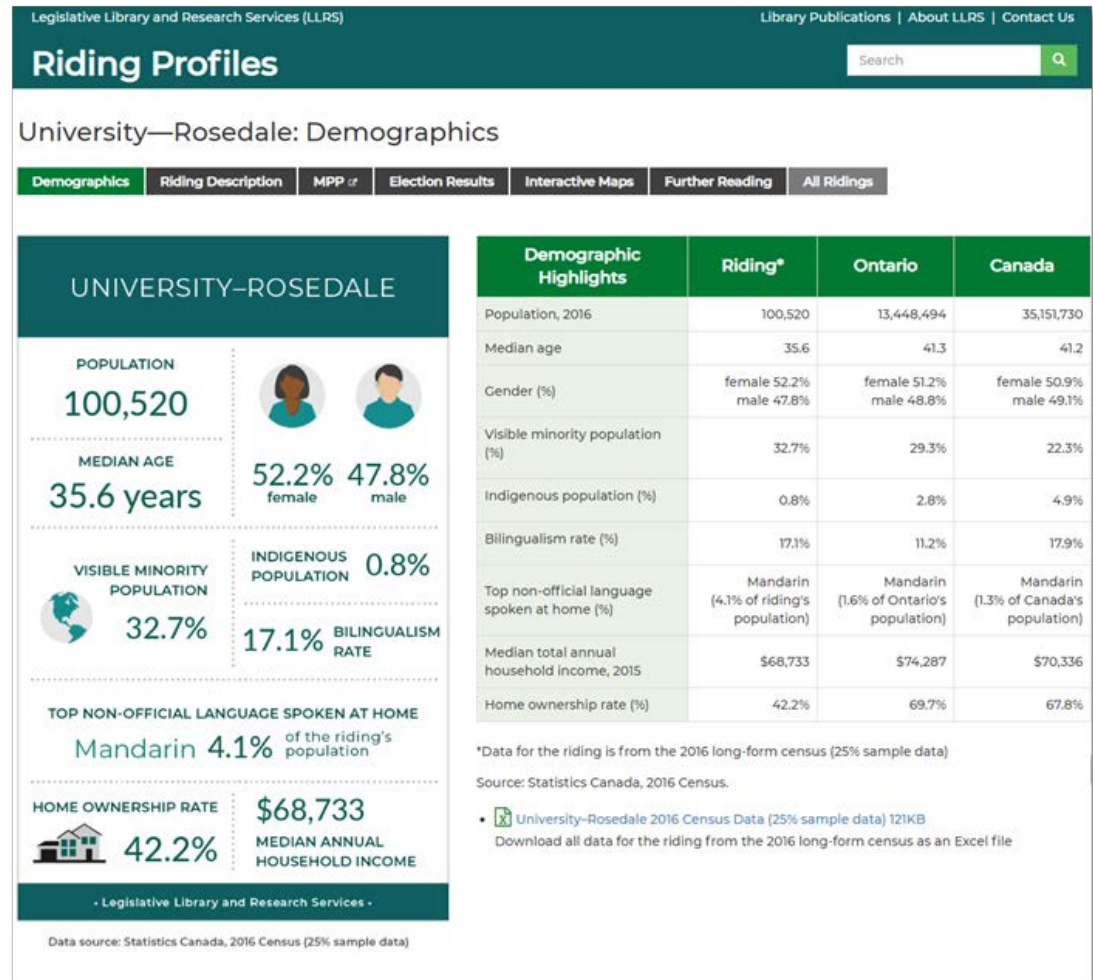 Legislative Library and Research Services (LLRS)
Library Publications | About LLRS | Contact Us
Riding Profiles
Search
University—Rosedale: Demographics
Demographics
Riding Description
MPP
Election Results
Interactive Maps
Further Reading
All Ridings
UNIVERSITY–ROSEDALE
POPULATION
100,520
MEDIAN AGE
35.6 years
52.2% 47.8%
female male
VISIBLE MINORITY
POPULATION
32.7%
INDIGENOUS
POPULATION 0.8%
17.1% BILINGUALISM
RATE
TOP NON-OFFICIAL LANGUAGE SPOKEN AT HOME
Mandarin 4.1% of the riding's
population
HOME OWNERSHIP RATE
42.2%
$68,733
MEDIAN ANNUAL
HOUSEHOLD INCOME
• Legislative Library and Research Services •
Data source: Statistics Canada, 2016 Census (25% sample data)
Demographic
Highlights
Riding*
Ontario
Canada
Population, 2016
100,520
13,448,494
35,151,730
Median age
35.6
41.3
41.2
Gender (%)
female 52.2%
male 47.8%
female 51.2%
male 48.8%
female 50.9%
male 49.1%
Visible minority population
(%)
32.7%
29.3%
22.3%
Indigenous population (%)
0.8%
2.8%
4.9%
Bilingualism rate (%)
17.1%
11.2%
17.9%
Top non-official language
spoken at home (%)
Mandarin
(4.1% of riding's
population)
Mandarin
(1.6% of Ontario's
population)
Mandarin
(1.3% of Canada's
population)
Median total annual
household income, 2015
$68,733
$74,287
$70,336
Home ownership rate (%)
42.2%
69.7%
67.8%
*Data for the riding is from the 2016 long-form census (25% sample data)
Source: Statistics Canada, 2016 Census.
• University–Rosedale 2016 Census Data (25% sample data) 121KB
Download all data for the riding from the 2016 long-form census as an Excel file